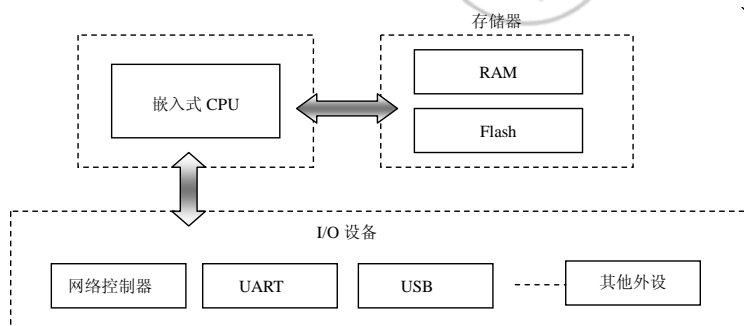 存储器
嵌入式 CPU
RAM
Flash
I/O 设备
网络控制器
UART
USB
其他外设